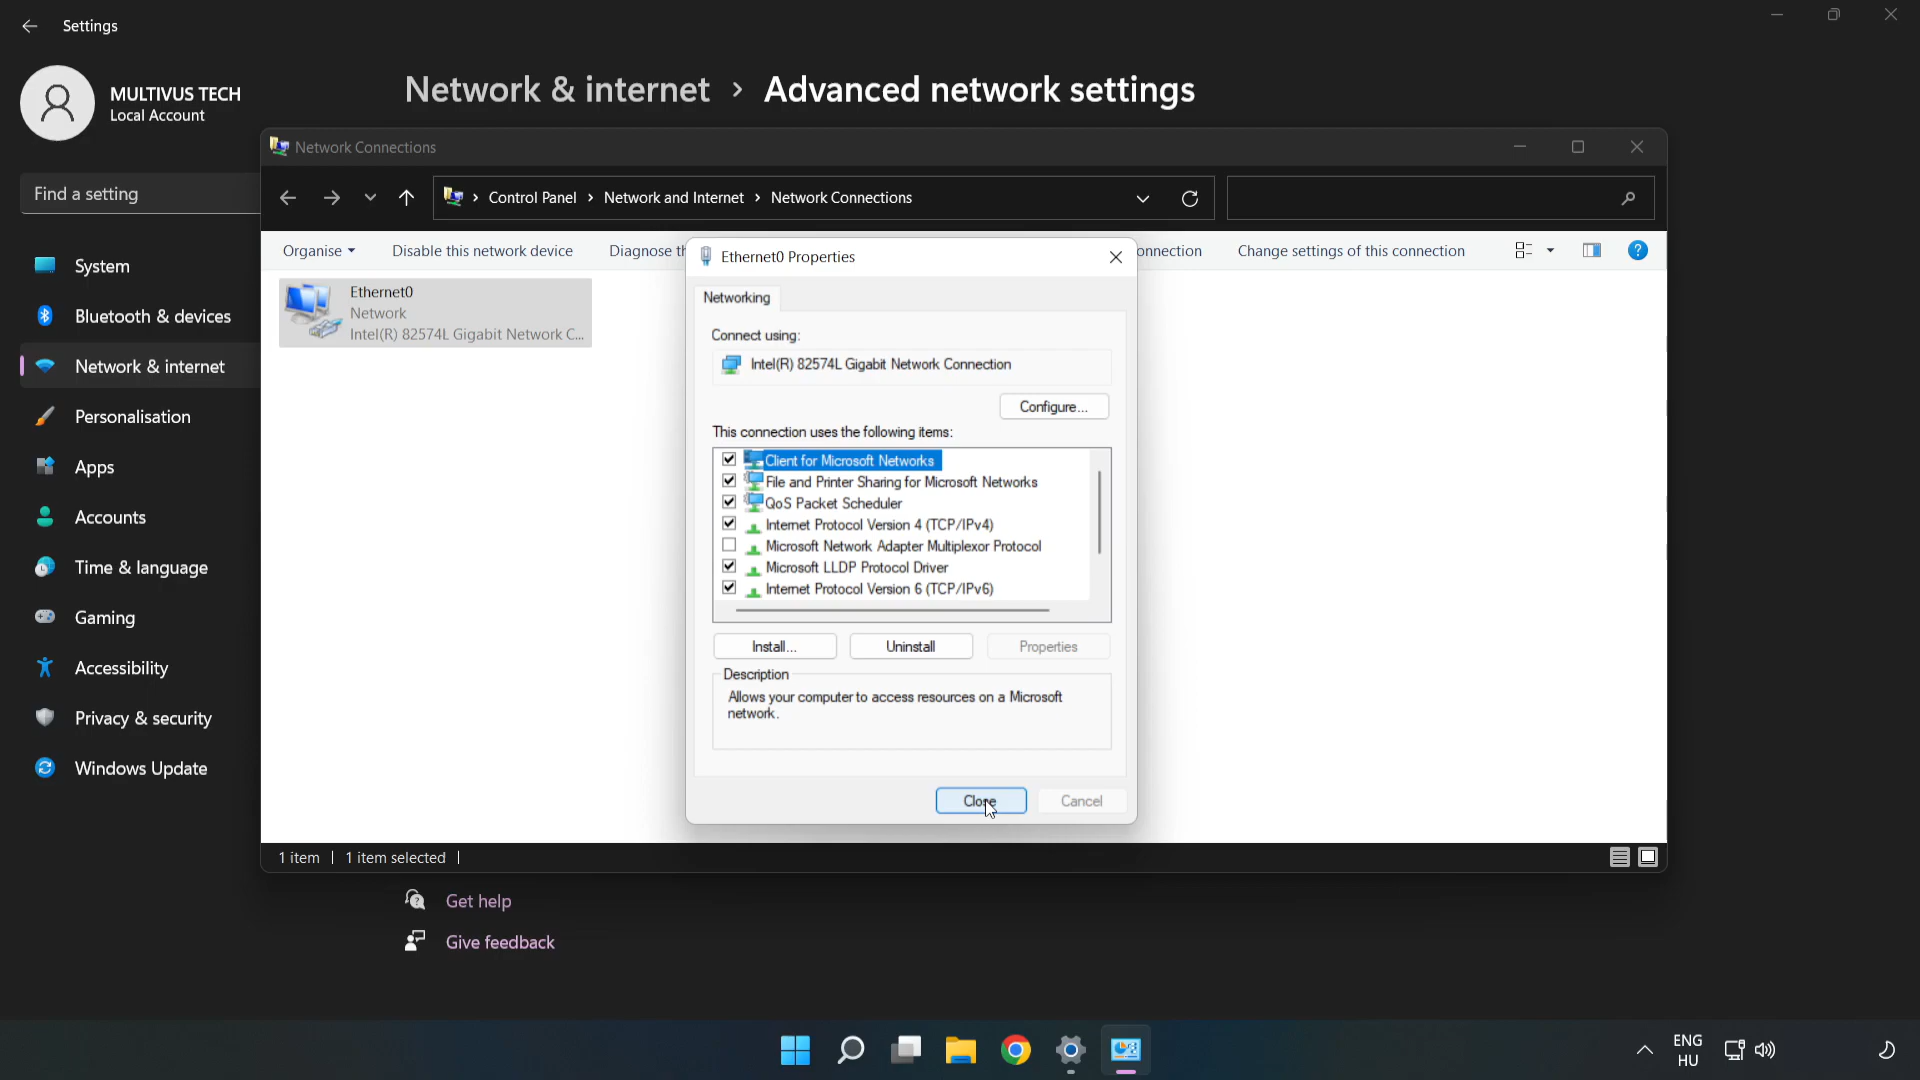 Settings
MULTIVUS TECH
Local Account
Network & internet > Advanced network settings
Find a setting
System
Bluetooth & devices
Network & internet
Personalisation
Apps
Accounts
Time & language
Gaming
Accessibility
Privacy & security
Windows Update
Network Connections
Control Panel > Network and Internet > Network Connections
Organise Disable this network device Diagnose th onnection Change settings of this connection
Ethernet0
Network
Intel(R) 82574L Gigabit Network C...
Ethernet0 Properties
Networking
Connect using:
Intel(R) 82574L Gigabit Network Connection
Configure...
This connection uses the following items:
Client for Microsoft Networks
File and Printer Sharing for Microsoft Networks
QoS Packet Scheduler
Internet Protocol Version 4 (TCP/IPv4)
Microsoft Network Adapter Multiplexor Protocol
Microsoft LLDP Protocol Driver
Internet Protocol Version 6 (TCP/IPv6)
Install... Uninstall Properties
Description
Allows your computer to access resources on a Microsoft
network.
Close Cancel
1 item 1 item selected
Get help
Give feedback
ENG
HU